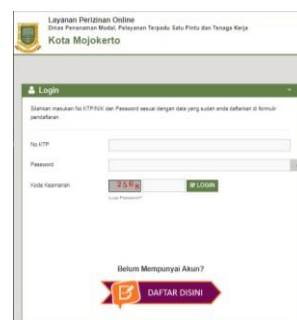 Layanan Perizinan Online
Dinas Penanaman Modal, Pelayanan Terpadu Satu Pintu dan Tenaga Kerja
Kota Mojokerto
Login
Silahkan masukan No KTP/NIK dan Password sesuai dengan data yang sudah anda daftarkan di formulir
pendaftaran
No.KTP
Password
Kode Keamanan
LOGIN
Lupa Password?
Belum Mempunyai Akun?
DAFTAR DISINI